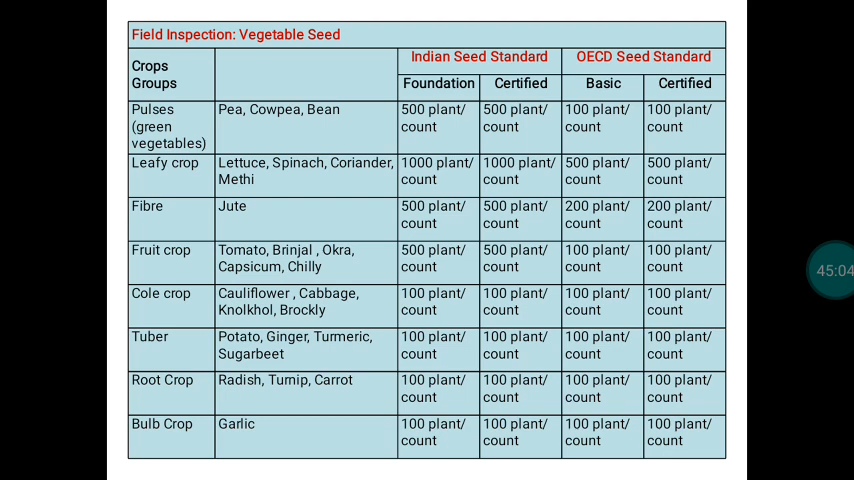 Field Inspection: Vegetable Seed
Crops
Groups
Indian Seed Standard
OECD Seed Standard
Foundation
Certified
Basic
Certified
Pulses
(green
vegetables)
Pea, Cowpea, Bean
500 plant/
count
500 plant/
count
100 plant/
count
100 plant/
count
Leafy crop
Lettuce, Spinach, Coriander,
Methi
1000 plant/
count
1000 plant/
count
500 plant/
count
500 plant/
count
Fibre
Jute
500 plant/
count
500 plant/
count
200 plant/
count
200 plant/
count
Fruit crop
Tomato, Brinjal , Okra,
Capsicum, Chilly
500 plant/
count
500 plant/
count
100 plant/
count
100 plant/
count
Cole crop
Cauliflower , Cabbage,
Knolkhol, Brockly
100 plant/
count
100 plant/
count
100 plant/
count
100 plant/
count
Tuber
Potato, Ginger, Turmeric,
Sugarbeet
100 plant/
count
100 plant/
count
100 plant/
count
100 plant/
count
Root Crop
Radish, Turnip, Carrot
100 plant/
count
100 plant/
count
100 plant/
count
100 plant/
count
Bulb Crop
Garlic
100 plant/
count
100 plant/
count
100 plant/
count
100 plant/
count
45:04